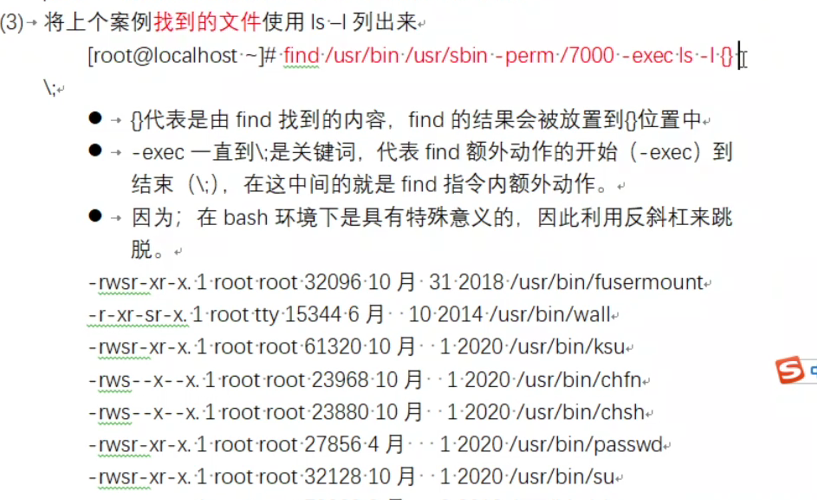 (3) 将上个案例找到的文件使用 ls –l 列出来
[root@localhost ~]# find /usr/bin /usr/sbin -perm /7000 -exec ls -l {}
\;
● {}代表是由 find 找到的内容，find 的结果会被放置到{}位置中
● -exec 一直到\;是关键词，代表 find 额外动作的开始（-exec）到
结束（\;），在这中间的就是 find 指令内额外动作。
● 因为；在 bash 环境下是具有特殊意义的，因此利用反斜杠来跳
脱。
-rwsr-xr-x. 1 root root 32096 10 月  31 2018 /usr/bin/fusermount
-r-xr-sr-x. 1 root tty 15344 6 月  10 2014 /usr/bin/wall
-rwsr-xr-x. 1 root root 61320 10 月  1 2020 /usr/bin/ksu
-rws--x--x. 1 root root 23968 10 月  1 2020 /usr/bin/chfn
-rws--x--x. 1 root root 23880 10 月  1 2020 /usr/bin/chsh
-rwsr-xr-x. 1 root root 27856 4 月  1 2020 /usr/bin/passwd
-rwsr-xr-x. 1 root root 32128 10 月  1 2020 /usr/bin/su